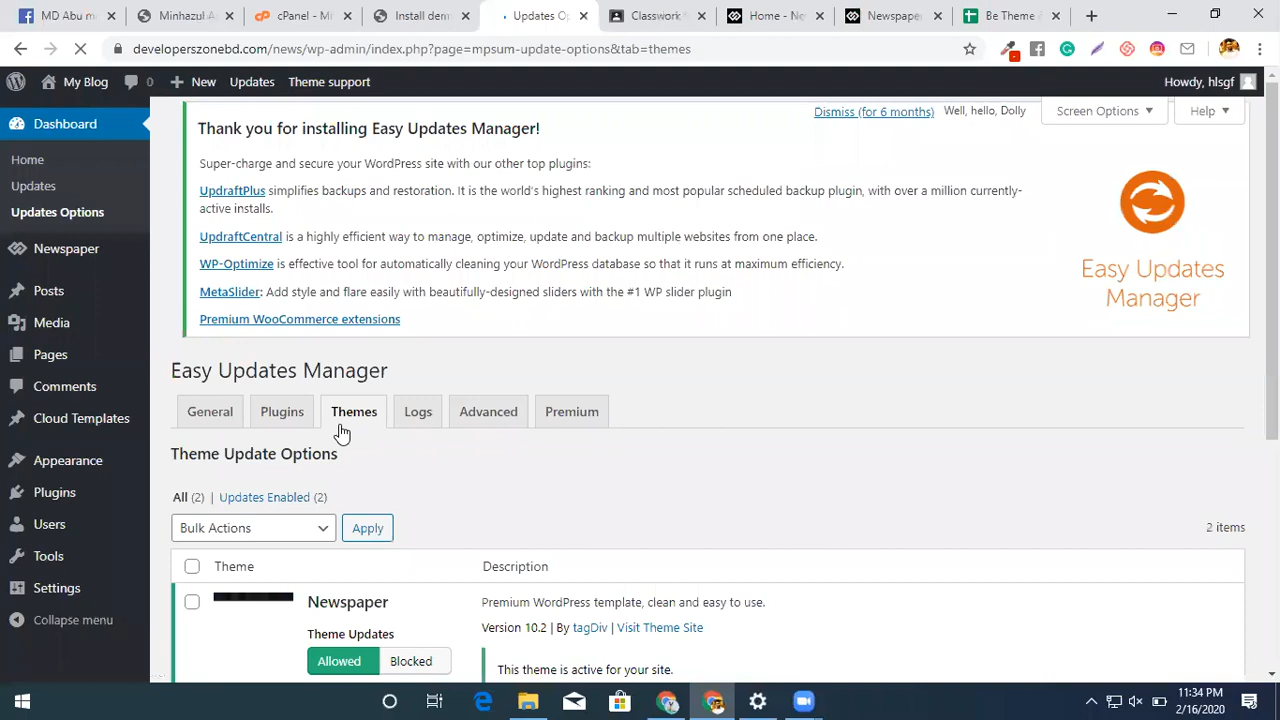 MD Abu m
Minhazul A
cPanel - Mi
Install dem
Updates Op
Classwork
Home - Ne
Newspaper
Be Theme
developerszonebd.com/news/wp-admin/index.php?page=mpsum-update-options&tab=themes
My Blog
0
New
Updates
Theme support
Howdy, hlsgf
Dashboard
Home
Updates
Updates Options
Newspaper
Posts
Media
Pages
Comments
Cloud Templates
Appearance
Plugins
Users
Tools
Settings
Collapse menu
Dismiss (for 6 months)
Well, hello, Dolly
Screen Options
Help
Thank you for installing Easy Updates Manager!
Super-charge and secure your WordPress site with our other top plugins:
UpdraftPlus simplifies backups and restoration. It is the world's highest ranking and most popular scheduled backup plugin, with over a million currently-
active installs.
UpdraftCentral is a highly efficient way to manage, optimize, update and backup multiple websites from one place.
WP-Optimize is effective tool for automatically cleaning your WordPress database so that it runs at maximum efficiency.
MetaSlider: Add style and flare easily with beautifully-designed sliders with the #1 WP slider plugin
Premium WooCommerce extensions
Easy Updates
Manager
Easy Updates Manager
General
Plugins
Themes
Logs
Advanced
Premium
Theme Update Options
All (2) | Updates Enabled (2)
Bulk Actions
Apply
2 items
Theme
Description
Newspaper
Theme Updates
Allowed
Blocked
Premium WordPress template, clean and easy to use.
Version 10.2 | By tagDiv | Visit Theme Site
This theme is active for your site.
11:34 PM
2/16/2020